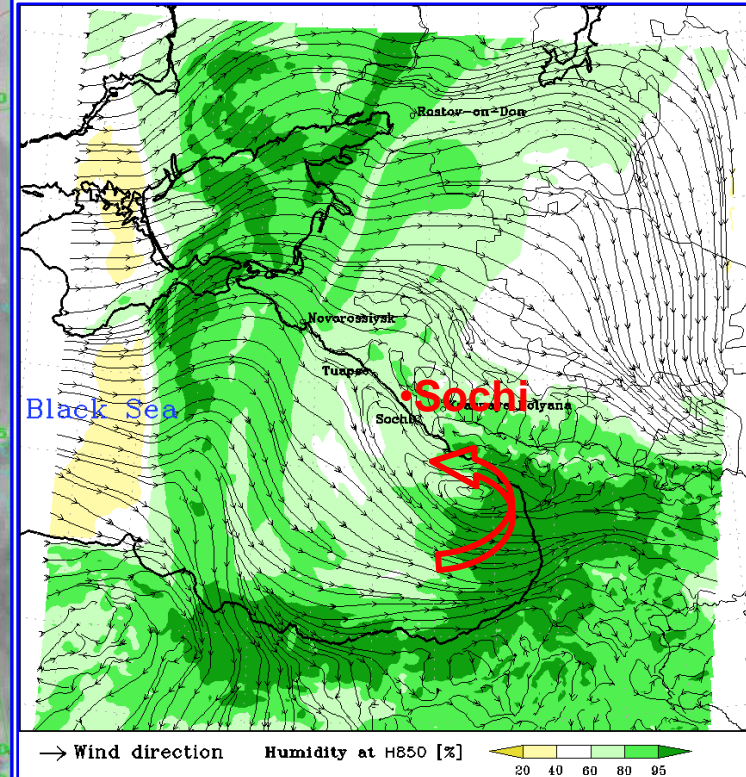 Rostov-on-Don
Novorossiysk
Tuapse
Sochi
Black Sea
Sochi
Wind direction Humidity at H850 [%]
20 40 60 80 95